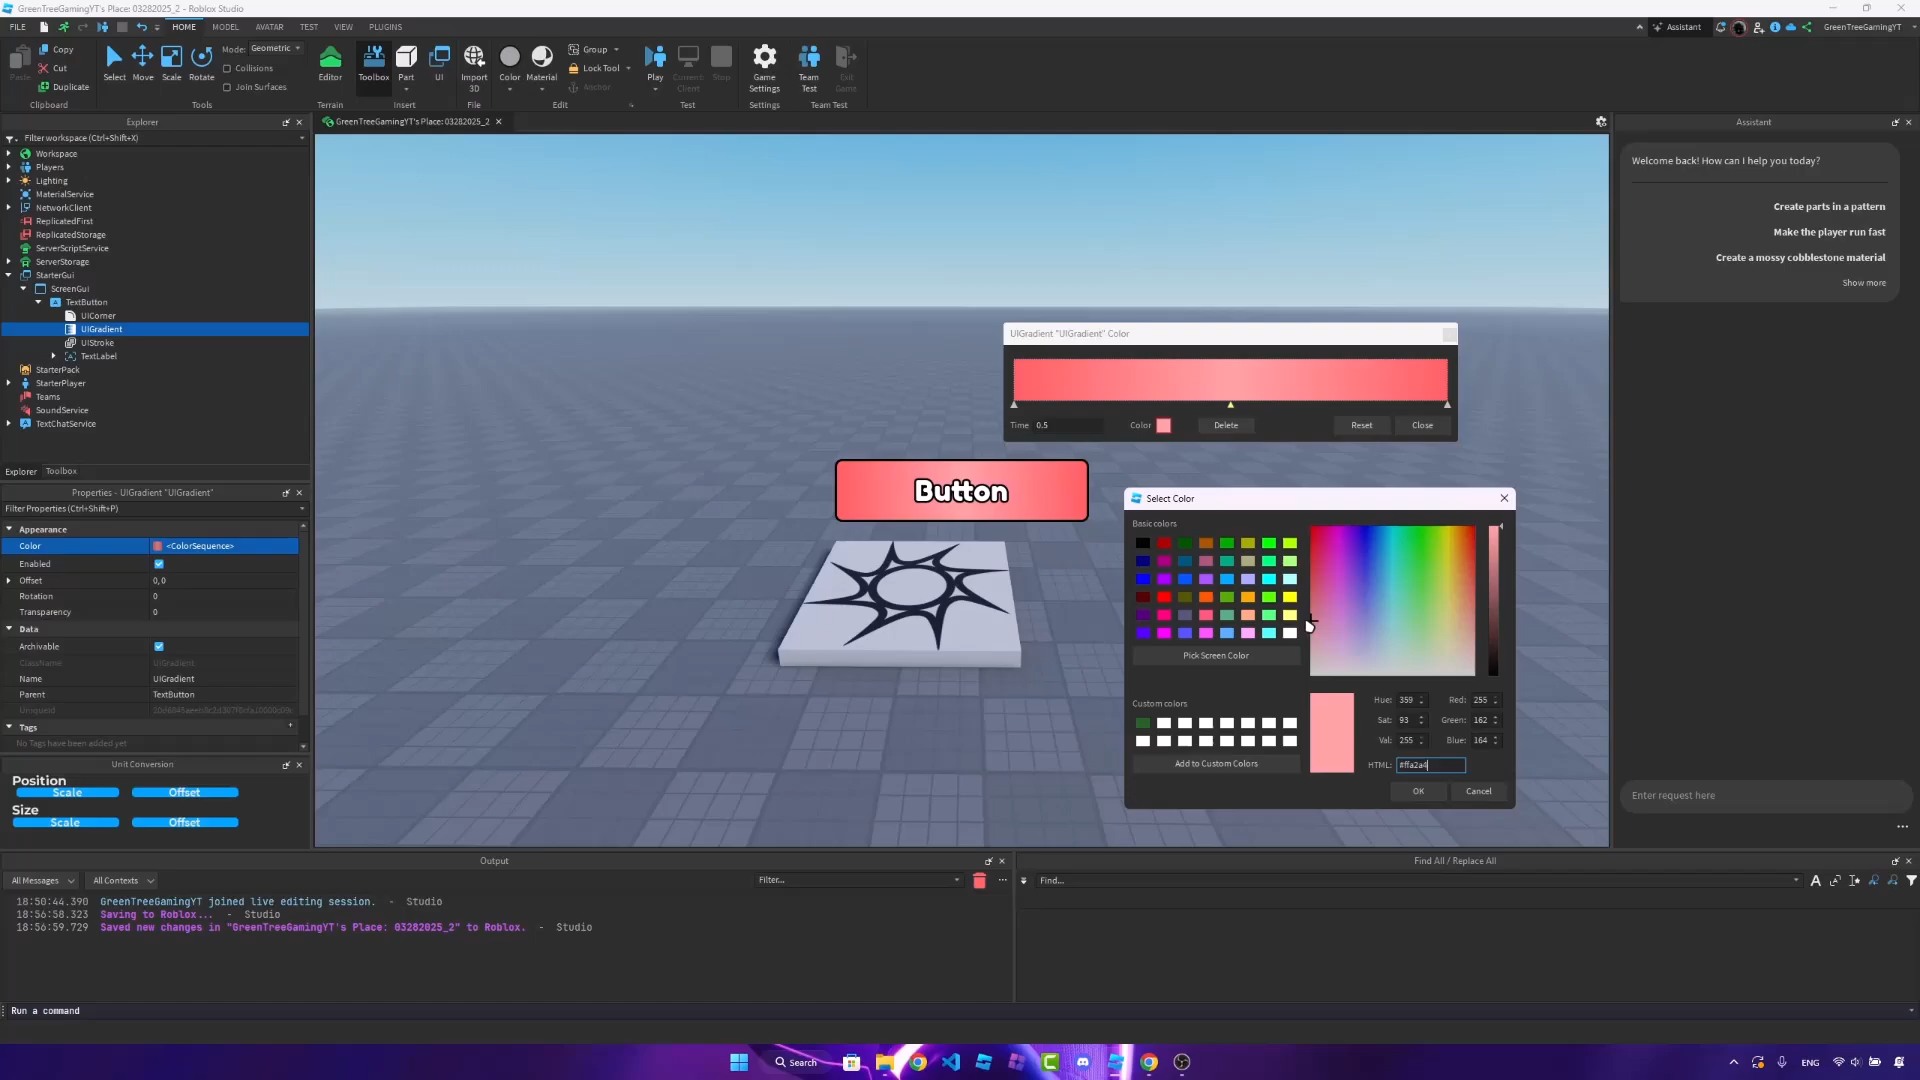 GreenTreeGamingYT's Place: 03282025_2 - Roblox Studio
FILE
HOME
MODEL
AVATAR
TEST
VIEW
PLUGINS
Assistant
GreenTreeGamingYT
Paste
Copy
Cut
Duplicate
Clipboard
Select
Move
Scale
Rotate
Mode:
Geometric
Collisions
Join Surfaces
Tools
Editor
Terrain
Toolbox
Part
UI
Insert
Import
3D
File
Color
Material
Group
Lock Tool
Anchor
Edit
Play
Current
Client
Stop
Test
Game
Settings
Settings
Team
Test
Exit
Game
Team Test
Explorer
Filter workspace (Ctrl+Shift+X)
Workspace
Players
Lighting
MaterialService
NetworkClient
ReplicatedFirst
ReplicatedStorage
ServerScriptService
ServerStorage
StarterGui
ScreenGui
TextButton
UICorner
UIGradient
UIStroke
TextLabel
StarterPack
StarterPlayer
Teams
SoundService
TextChatService
Explorer
Toolbox
Properties - UIGradient "UIGradient"
Filter Properties (Ctrl+Shift+P)
Appearance
Color
<ColorSequence>
Enabled
Offset
0, 0
Rotation
0
Transparency
0
Data
Archivable
ClassName
UIGradient
Name
UIGradient
Parent
TextButton
UniqueId
Tags
No Tags have been added yet
Unit Conversion
Position
Scale
Offset
Size
Scale
Offset
GreenTreeGamingYT's Place: 03282025_2
UIGradient "UIGradient" Color
Time
0.5
Color
Delete
Reset
Close
Button
Select Color
Basic colors
Pick Screen Color
Custom colors
Add to Custom Colors
Hue: 359
Red: 255
Sat: 93
Green: 162
Val: 255
Blue: 164
HTML: #ffa2a4
OK
Cancel
Assistant
Welcome back! How can I help you today?
Create parts in a pattern
Make the player run fast
Create a mossy cobblestone material
Show more
Enter request here
Output
All Messages
All Contexts
Filter...
18:50:44.390 GreenTreeGamingYT joined live editing session. - Studio
18:56:58.323 Saving to Roblox... - Studio
18:56:59.729 Saved new changes in "GreenTreeGamingYT's Place: 03282025_2" to Roblox. - Studio
Find All / Replace All
Find...
Run a command
Search
ENG